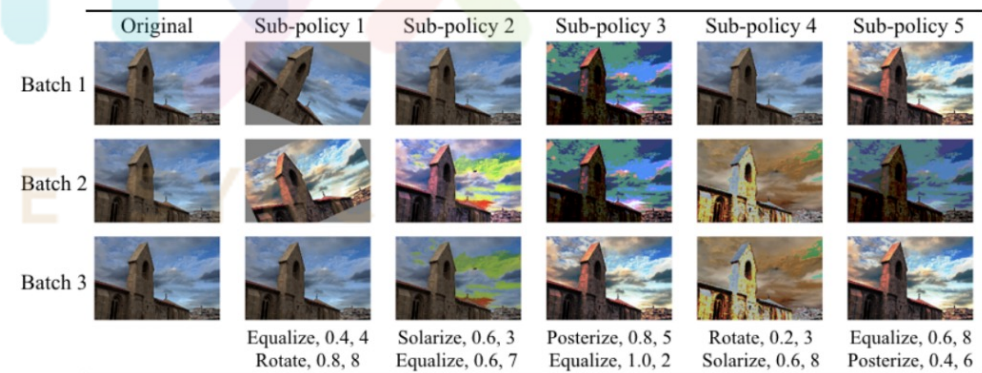 Original Sub-policy 1 Sub-policy 2 Sub-policy 3 Sub-policy 4 Sub-policy 5
Batch 1
Batch 2
Batch 3
Equalize, 0.4, 4 Solarize, 0.6, 3 Posterize, 0.8, 5 Rotate, 0.2, 3 Equalize, 0.6, 8
Rotate, 0.8, 8 Equalize, 0.6, 7 Equalize, 1.0, 2 Solarize, 0.6, 8 Posterize, 0.4, 6